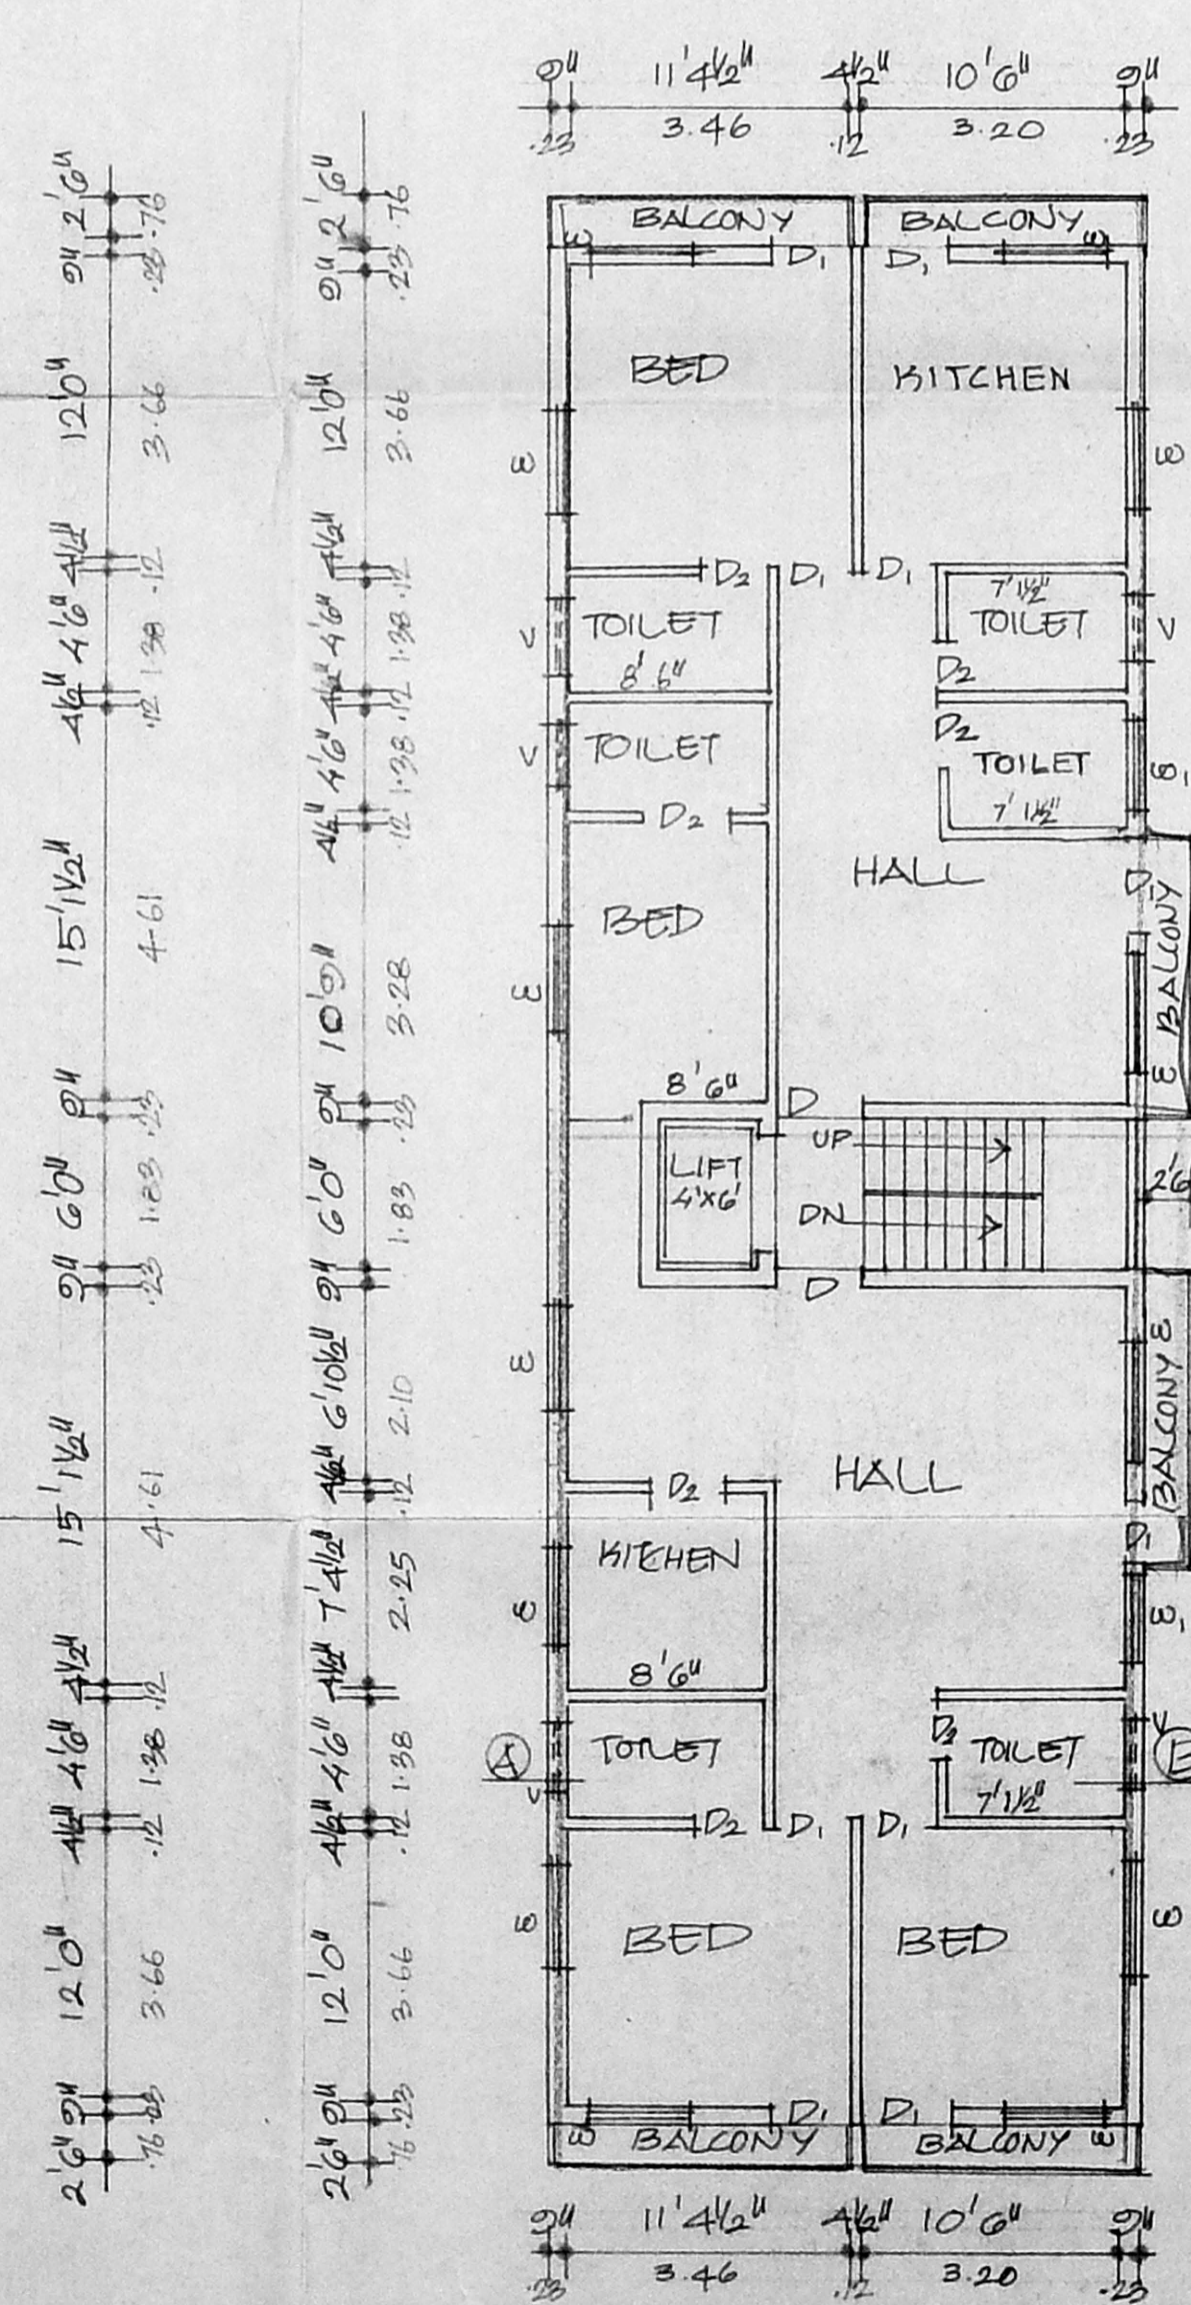 9" 11'4½" 4½" 10'6" 9"
.23 3.46 .12 3.20 .23
BALCONY BALCONY
W D1 D1 W
BED KITCHEN
W W
D2 D1 D1
7'1½"
V TOILET TOILET V
8'6"
D2
D2
V TOILET TOILET
7'1½"
D2
HALL
D1
BED
BALCONY
W W
8'6" D
UP
LIFT
4'X6'
2'6
DN
D
W W
BALCONY
HALL
D2
D1
KITCHEN
W W1
8'6"
V
A TOILET D2 TOILET
V 7'1½"
D2 D1 D1
W BED BED W
D1 D1
W BALCONY BALCONY W
9" 11'4½" 4½" 10'6" 9"
.23 3.46 .12 3.20 .23
2'6" 9" 12'0" 4½" 4'6" 4½" 15'1½" 9" 6'0" 9" 15'1½" 4½" 4'6" 4½" 12'0" 9" 2'6"
.76 .23 3.66 .12 1.38 .12 4.61 .23 1.83 .23 4.61 .12 1.38 .12 3.66 .23 .76
2'6" 9" 12'0" 4½" 4'6" 4½" 7'4½" 4½" 6'10½" 9" 6'0" 9" 10'9" 4½" 4'6" 4½" 4'6" 4½" 12'0" 9" 2'6"
.76 .23 3.66 .12 1.38 2.25 .12 2.10 1.83 .23 3.28 .12 1.38 .12 1.38 .12 3.66 .23 .76